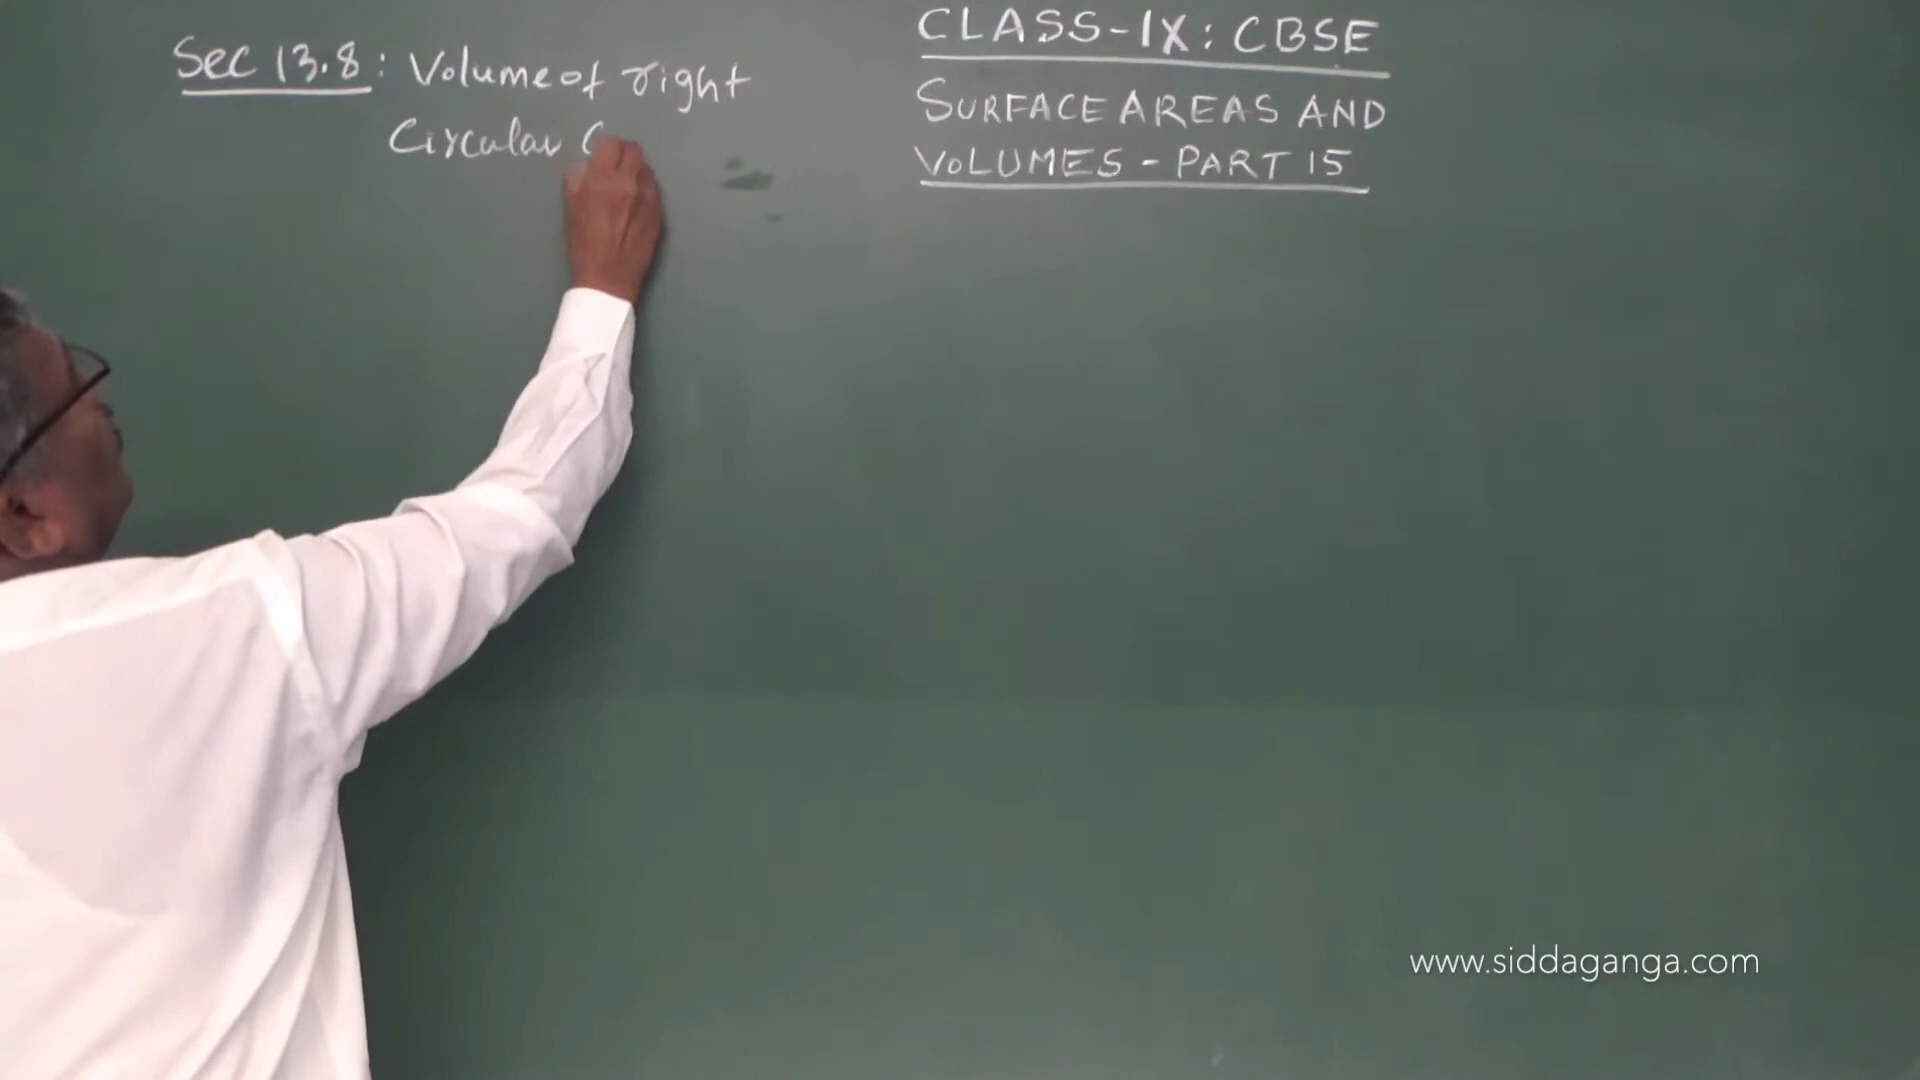 Sec 13.8 : Volume of right
Circular C
CLASS-IX : CBSE
SURFACE AREAS AND
VOLUMES - PART 15
www.siddaganga.com